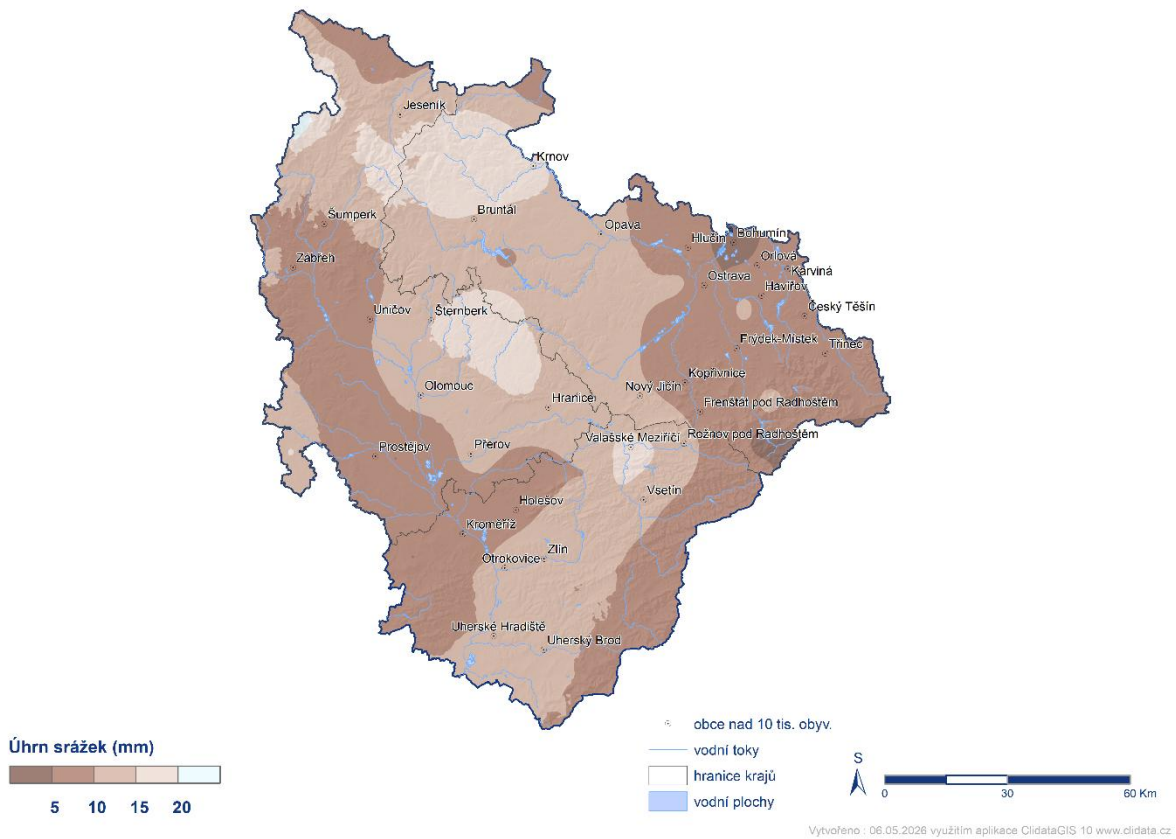 Jeseník
Krnov
Bruntál
Šumperk
Opava
Hlučín
Bohumín
Orlová
Zábřeh
Karviná
Ostrava
Havířov
Český Těšín
Uničov
Šternberk
Frýdek-Místek
Třinec
Kopřivnice
Olomouc
Nový Jičín
Hranice
Frenštát pod Radhoštěm
Valašské Meziříčí
Rožnov pod Radhoštěm
Prostějov
Přerov
Vsetín
Holešov
Kroměříž
Zlín
Otrokovice
Uherské Hradiště
Uherský Brod
Úhrn srážek (mm)
5 10 15 20
obce nad 10 tis. obyv.
vodní toky
hranice krajů
vodní plochy
S
0 30 60 Km
Vytvořeno : 06.05.2026 využitím aplikace ClidataGIS 10 www.clidata.cz